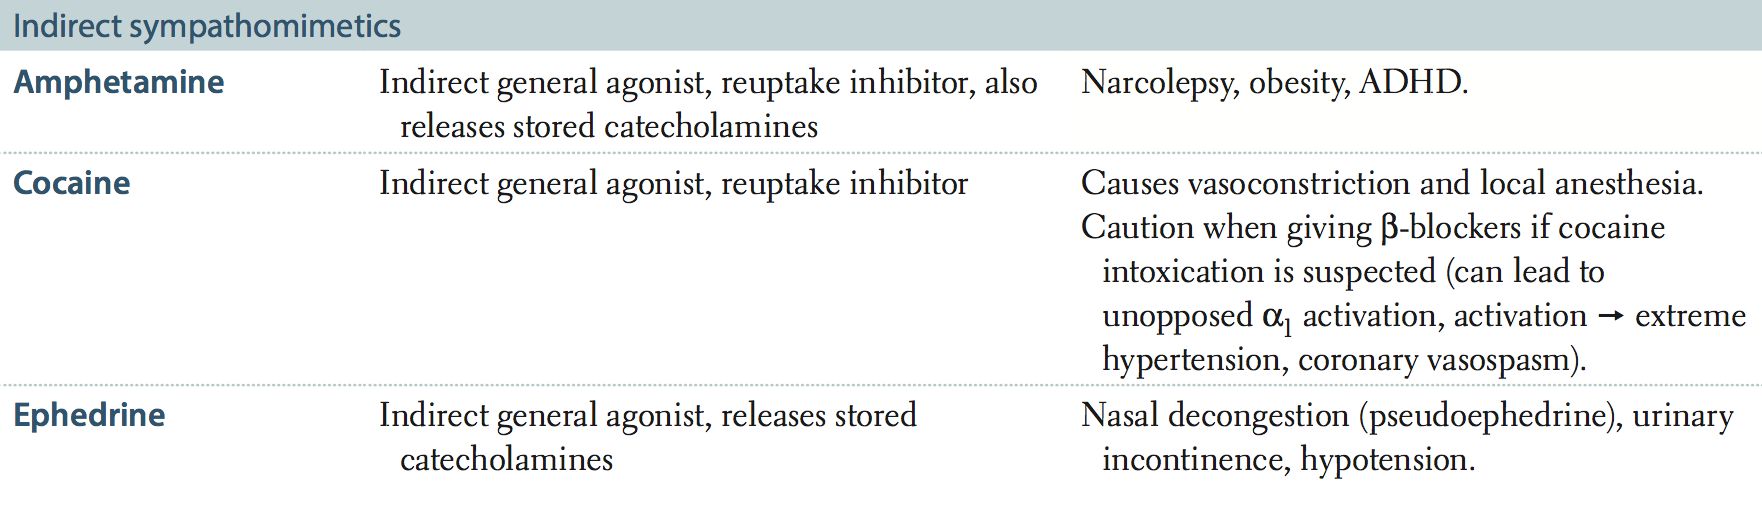 Indirect sympathomimetics
Amphetamine Indirect general agonist, reuptake inhibitor, also Narcolepsy, obesity, ADHD.
releases stored catecholamines
Cocaine Indirect general agonist, reuptake inhibitor Causes vasoconstriction and local anesthesia.
Caution when giving β-blockers if cocaine
intoxication is suspected (can lead to
unopposed α₁ activation, activation → extreme
hypertension, coronary vasospasm).
Ephedrine Indirect general agonist, releases stored Nasal decongestion (pseudoephedrine), urinary
catecholamines incontinence, hypotension.